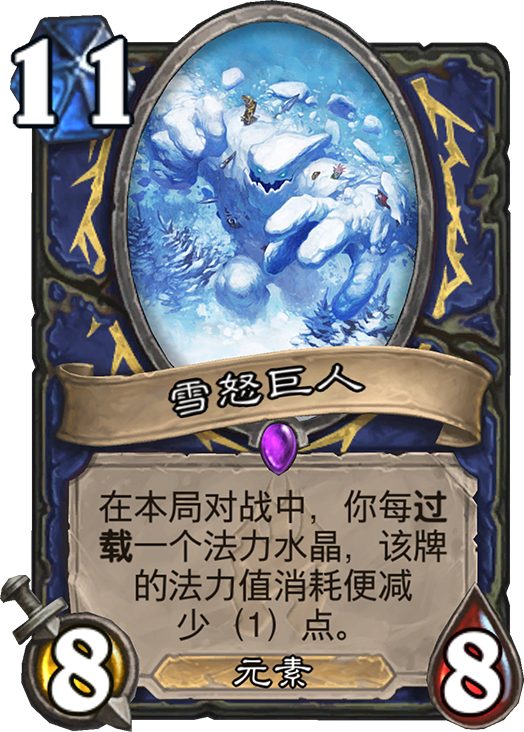 11
雪怒巨人
在本局对战中，你每过
载一个法力水晶，该牌
的法力值消耗便减
少（1）点。
元素
8
8